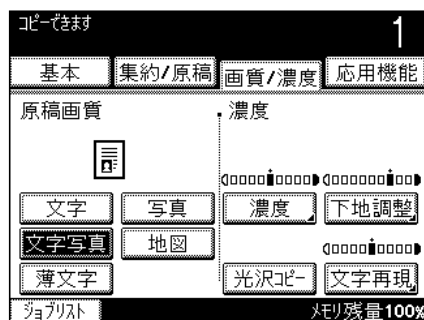 コピーできます
1
基本 集約/原稿 画質/濃度 応用機能
原稿画質 濃度
文字 写真 濃度 下地調整
文字写真 地図
薄文字 光沢コピー 文字再現
ジョブリスト メモリ残量100%